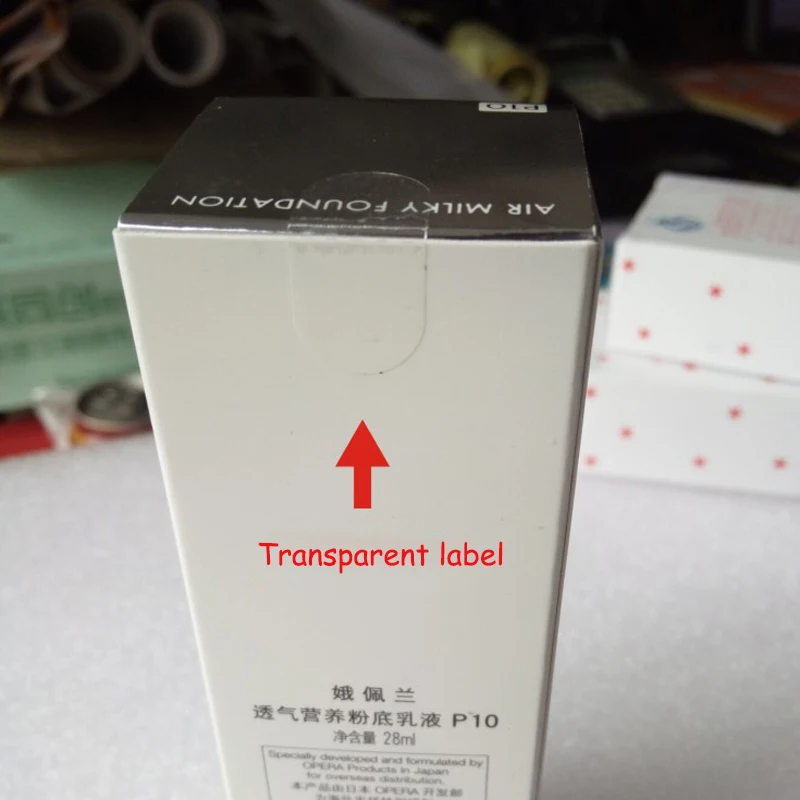 P10
AIR MILKY FOUNDATION
Transparent label
娥佩兰
透气营养粉底乳液 P10
净含量 28ml
Specially developed and formulated by
OPERA Products in Japan
for overseas distribution.
本产品由日本 OPERA 开发部